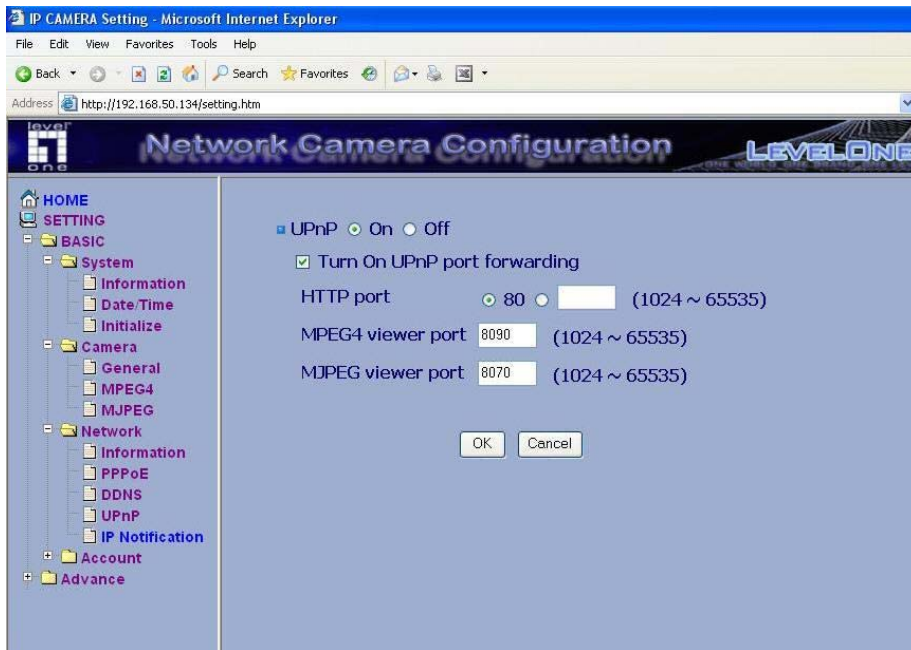 IP CAMERA Setting - Microsoft Internet Explorer
File Edit View Favorites Tools Help
Back Search Favorites
Address http://192.168.50.134/setting.htm
level one
Network Camera Configuration
LEVELONE
HOME
SETTING
BASIC
System
Information
Date/Time
Initialize
Camera
General
MPEG4
MJPEG
Network
Information
PPPoE
DDNS
UPnP
IP Notification
Account
Advance
UPnP On Off
Turn On UPnP port forwarding
HTTP port 80 (1024 ~ 65535)
MPEG4 viewer port 8090 (1024 ~ 65535)
MJPEG viewer port 8070 (1024 ~ 65535)
OK Cancel